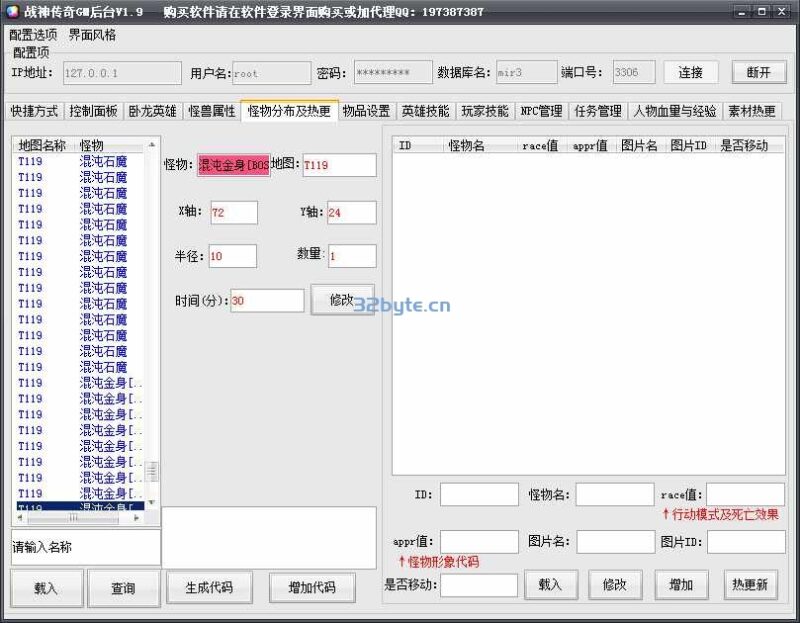 战神传奇GM后台V1.9 购买软件请在软件登录界面购买或加代理QQ：197387387
配置选项 界面风格
配置项
IP地址： 127.0.0.1 用户名： root 密码： ********* 数据库名： mir3 端口号： 3306 连接 断开
快捷方式 控制面板 卧龙英雄 怪兽属性 怪物分布及热更 物品设置 英雄技能 玩家技能 NPC管理 任务管理 人物血量与经验 素材热更
地图名称 怪物
T119 混沌石魔
T119 混沌石魔
T119 混沌石魔
T119 混沌石魔
T119 混沌石魔
T119 混沌石魔
T119 混沌石魔
T119 混沌石魔
T119 混沌石魔
T119 混沌石魔
T119 混沌石魔
T119 混沌石魔
T119 混沌石魔
T119 混沌石魔
T119 混沌金身[..
T119 混沌金身[..
T119 混沌金身[..
T119 混沌金身[..
T119 混沌金身[..
T119 混沌金身[..
T119 混沌金身[..
T119 混沌金身[..
T119 混沌金身[..
请输入名称
载入 查询
怪物： 混沌金身[BOS 地图： T119
X轴： 72 Y轴： 24
半径： 10 数量： 1
时间(分)： 30 修改
32byte.cn
生成代码 增加代码
ID 怪物名 race值 appr值 图片名 图片ID 是否移动
ID： 怪物名： race值：
↑行动模式及死亡效果
appr值： 图片名： 图片ID：
↑怪物形象代码
是否移动： 载入 修改 增加 热更新